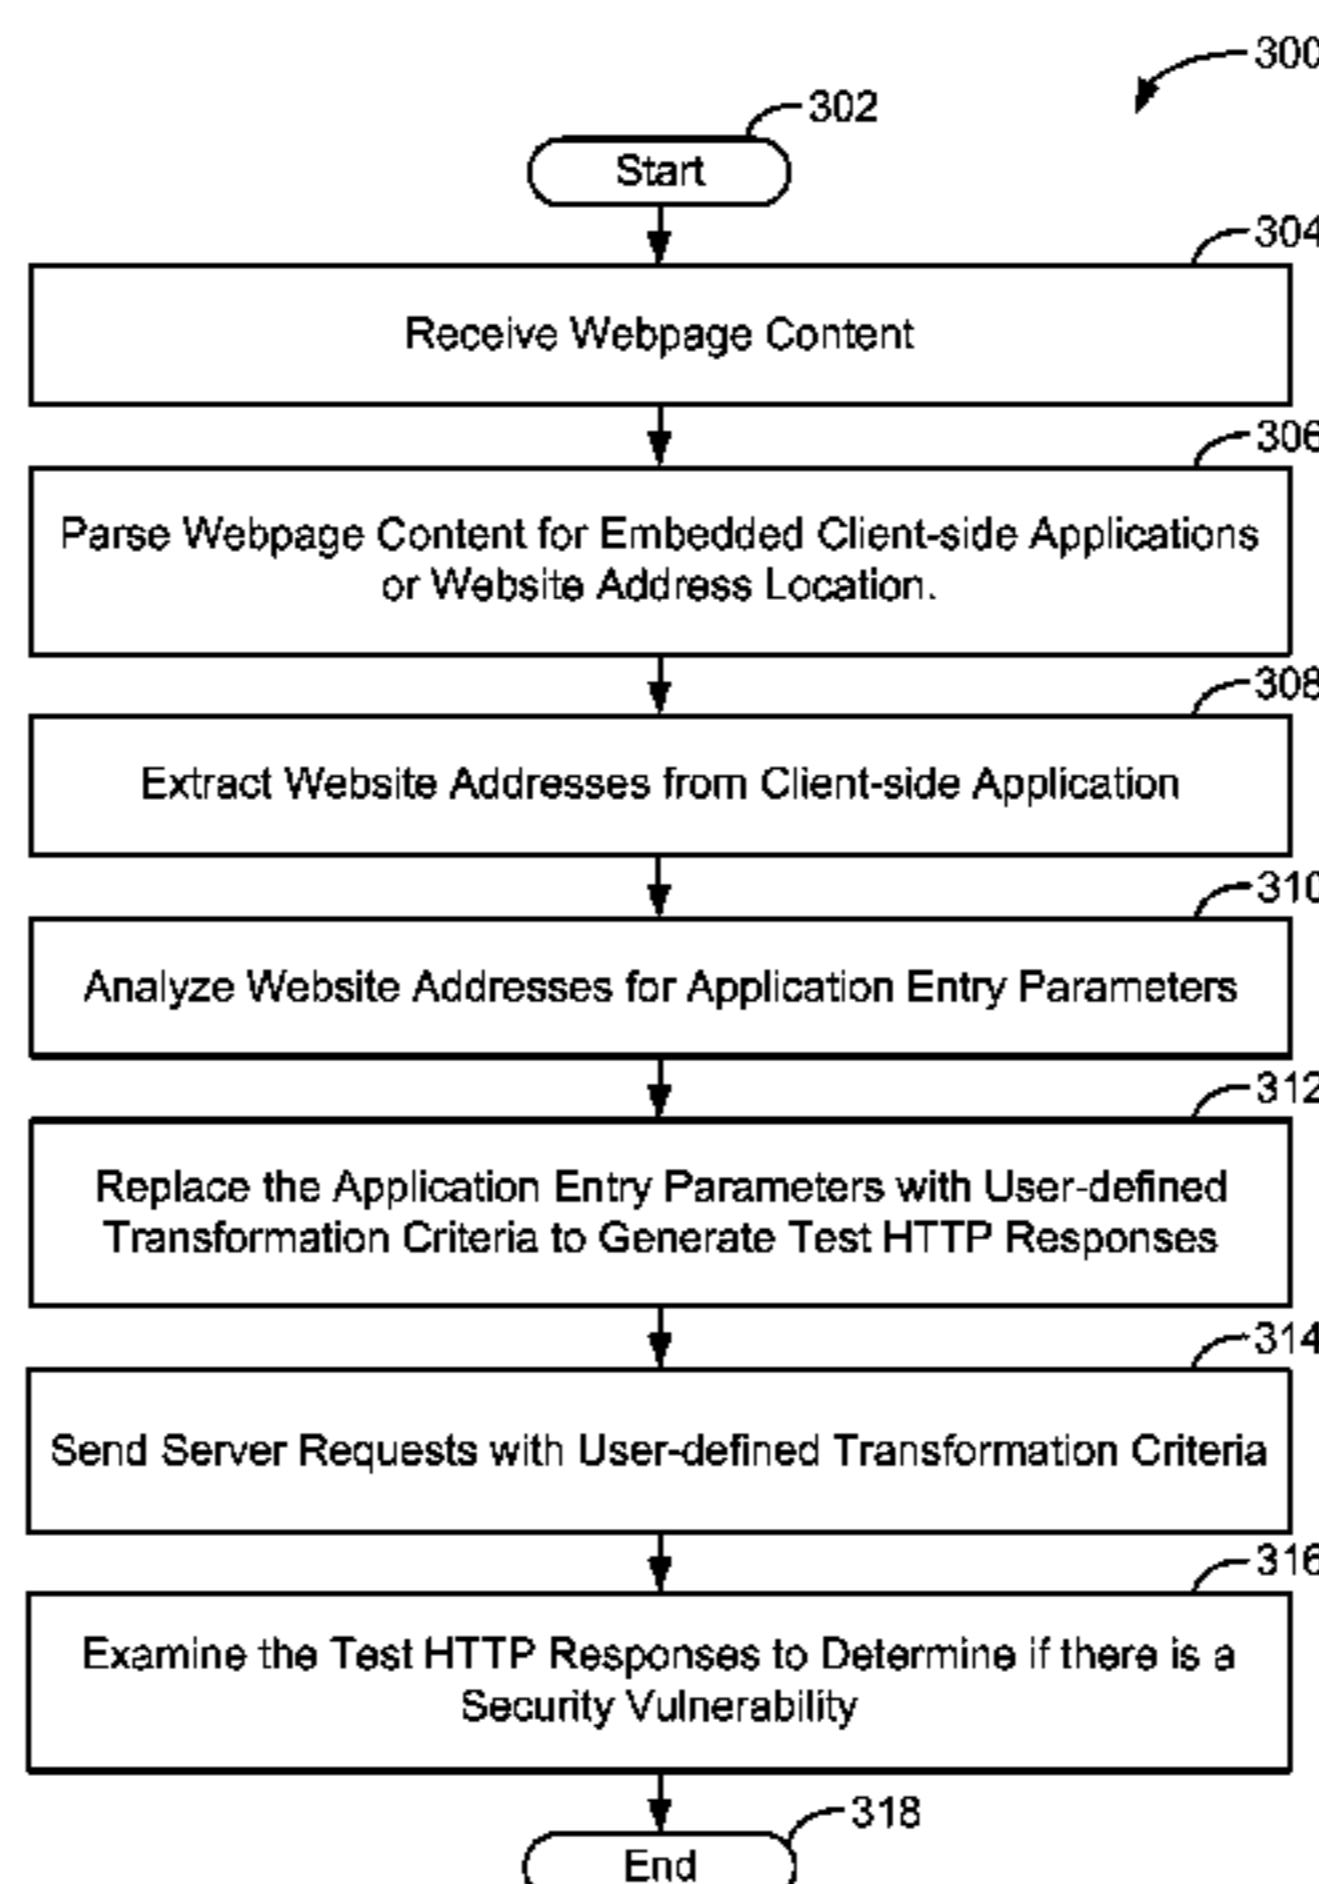 300
302
Start
304
Receive Webpage Content
306
Parse Webpage Content for Embedded Client-side Applications
or Website Address Location.
308
Extract Website Addresses from Client-side Application
310
Analyze Website Addresses for Application Entry Parameters
312
Replace the Application Entry Parameters with User-defined
Transformation Criteria to Generate Test HTTP Responses
314
Send Server Requests with User-defined Transformation Criteria
316
Examine the Test HTTP Responses to Determine if there is a
Security Vulnerability
318
End